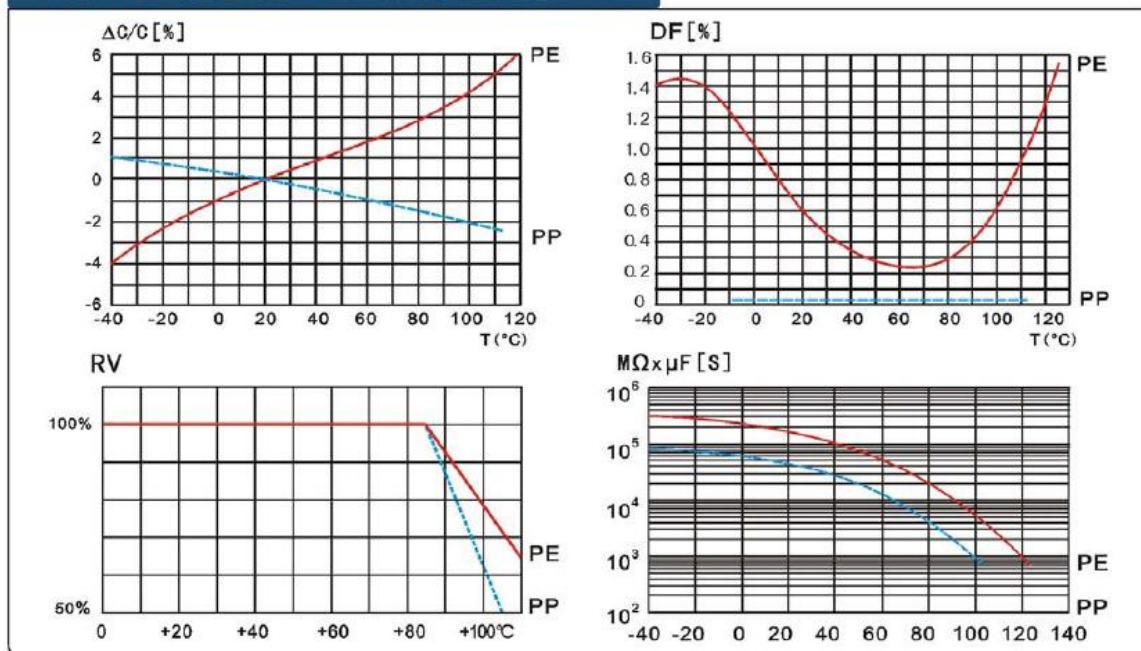 ΔC/C[%]
6
4
2
0
-2
-4
-6
PE
PP
-40 -20 0 20 40 60 80 100 120
T(°C)
DF[%]
1.6
1.4
1.2
1.0
0.8
0.6
0.4
0.2
0
PE
PP
-40 -20 0 20 40 60 80 100 120
T(°C)
RV
100%
50%
PE
PP
0 +20 +40 +60 +80 +100℃
MΩxμF[S]
10⁶
10⁵
10⁴
10³
10²
PE
PP
-40 -20 0 20 40 60 80 100 120 140